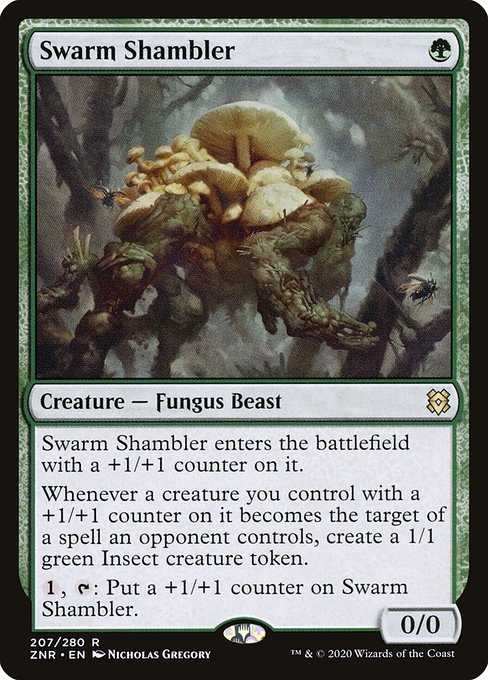 Swarm Shambler
Creature — Fungus Beast
Swarm Shambler enters the battlefield
with a +1/+1 counter on it.
Whenever a creature you control with a
+1/+1 counter on it becomes the target of
a spell an opponent controls, create a 1/1
green Insect creature token.
1, : Put a +1/+1 counter on Swarm
Shambler.
0/0
207/280 R
ZNR • EN Nicholas Gregory
™ & © 2020 Wizards of the Coast